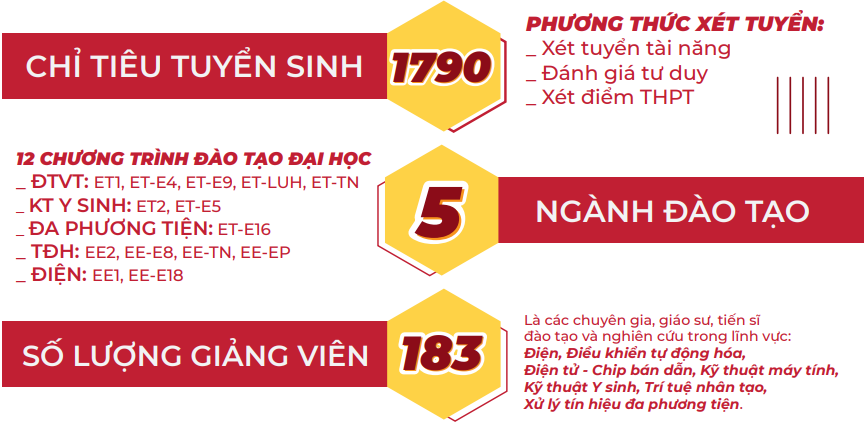 CHỈ TIÊU TUYỂN SINH
1790
PHƯƠNG THỨC XÉT TUYỂN:
_ Xét tuyển tài năng
_ Đánh giá tư duy
_ Xét điểm THPT
12 CHƯƠNG TRÌNH ĐÀO TẠO ĐẠI HỌC
_ ĐTVT: ET1, ET-E4, ET-E9, ET-LUH, ET-TN
_ KT Y SINH: ET2, ET-E5
_ ĐA PHƯƠNG TIỆN: ET-E16
_ TĐH: EE2, EE-E8, EE-TN, EE-EP
_ ĐIỆN: EE1, EE-E18
5
NGÀNH ĐÀO TẠO
SỐ LƯỢNG GIẢNG VIÊN
183
Là các chuyên gia, giáo sư, tiến sĩ
đào tạo và nghiên cứu trong lĩnh vực:
Điện, Điều khiển tự động hóa,
Điện tử - Chip bán dẫn, Kỹ thuật máy tính,
Kỹ thuật Y sinh, Trí tuệ nhân tạo,
Xử lý tín hiệu đa phương tiện.